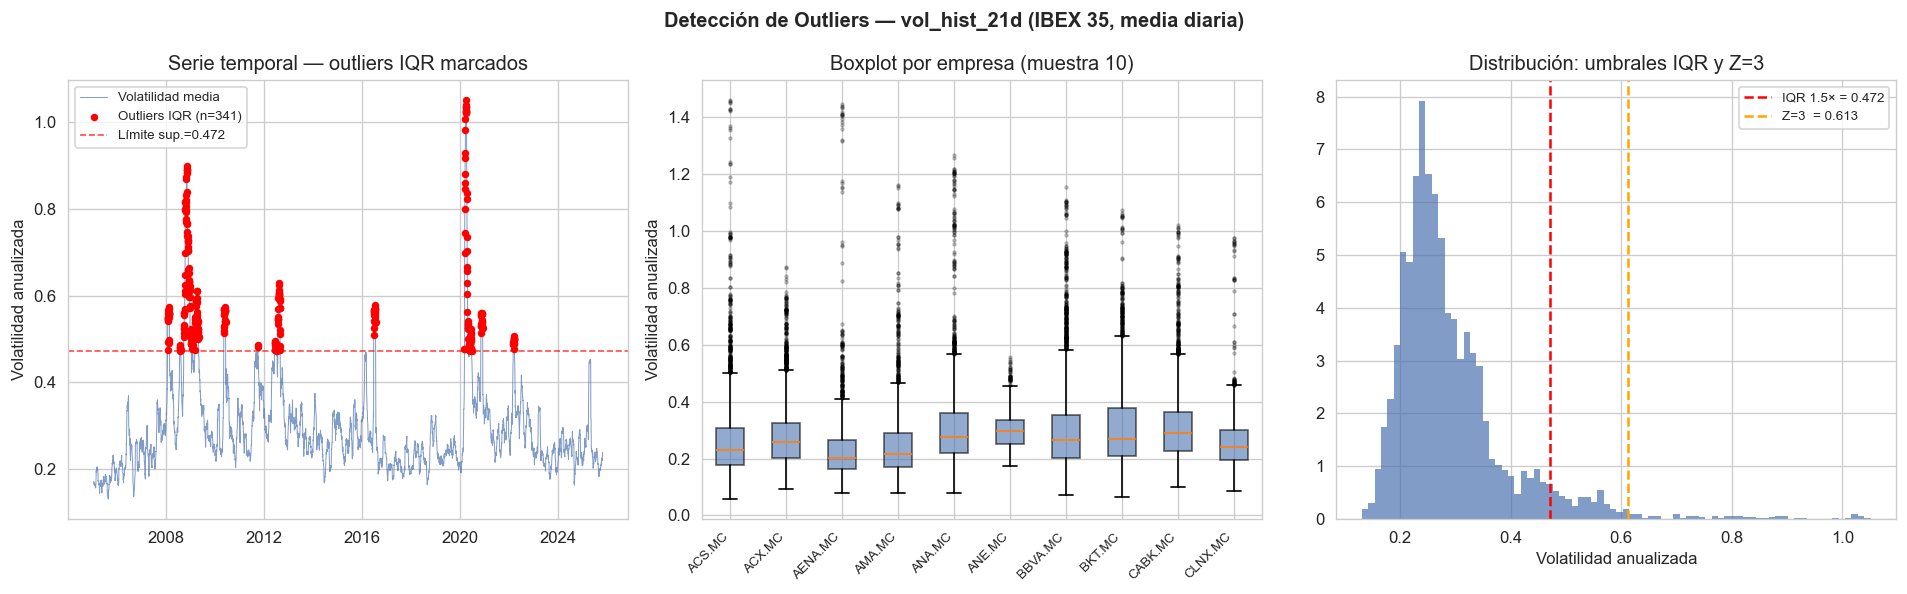 Detección de Outliers — vol_hist_21d (IBEX 35, media diaria)
Serie temporal — outliers IQR marcados
Volatilidad media
Outliers IQR (n=341)
Límite sup.=0.472
Volatilidad anualizada
1.0
0.8
0.6
0.4
0.2
2008
2012
2016
2020
2024
Boxplot por empresa (muestra 10)
Volatilidad anualizada
1.4
1.2
1.0
0.8
0.6
0.4
0.2
0.0
ACS.MC
ACX.MC
AENA.MC
AMA.MC
ANA.MC
ANE.MC
BBVA.MC
BKT.MC
CABK.MC
CLNX.MC
Distribución: umbrales IQR y Z=3
IQR 1.5× = 0.472
Z=3  = 0.613
8
7
6
5
4
3
2
1
0
0.2
0.4
0.6
0.8
1.0
Volatilidad anualizada